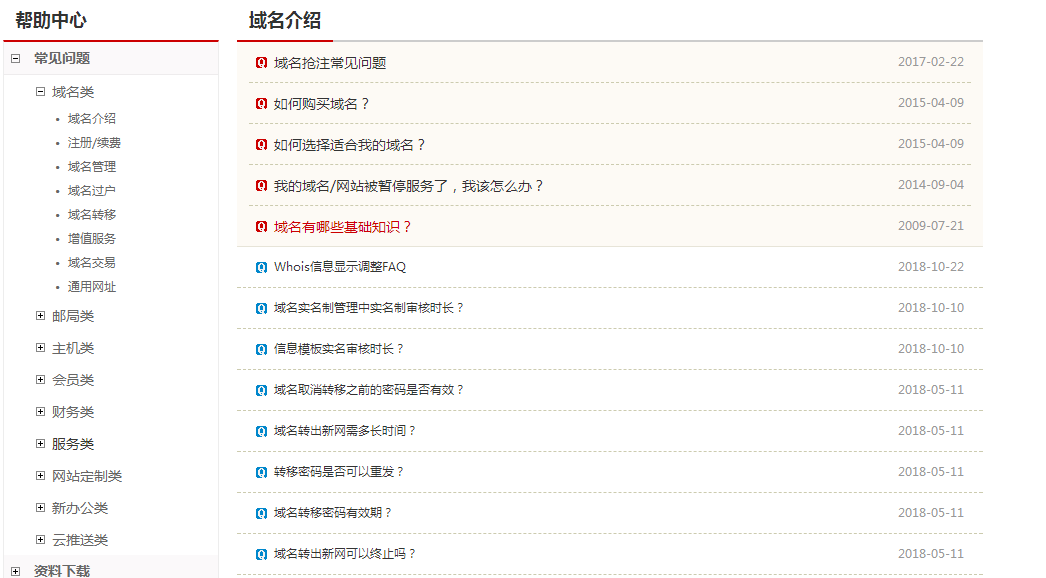 帮助中心
常见问题
域名类
域名介绍
注册/续费
域名管理
域名过户
域名转移
增值服务
域名交易
通用网址
邮局类
主机类
会员类
财务类
服务类
网站定制类
新办公类
云推送类
资料下载
域名介绍
域名抢注常见问题 2017-02-22
如何购买域名？ 2015-04-09
如何选择适合我的域名？ 2015-04-09
我的域名/网站被暂停服务了，我该怎么办？ 2014-09-04
域名有哪些基础知识？ 2009-07-21
Whois信息显示调整FAQ 2018-10-22
域名实名制管理中实名制审核时长？ 2018-10-10
信息模板实名审核时长？ 2018-10-10
域名取消转移之前的密码是否有效？ 2018-05-11
域名转出新网需多长时间？ 2018-05-11
转移密码是否可以重发？ 2018-05-11
域名转移密码有效期？ 2018-05-11
域名转出新网可以终止吗？ 2018-05-11